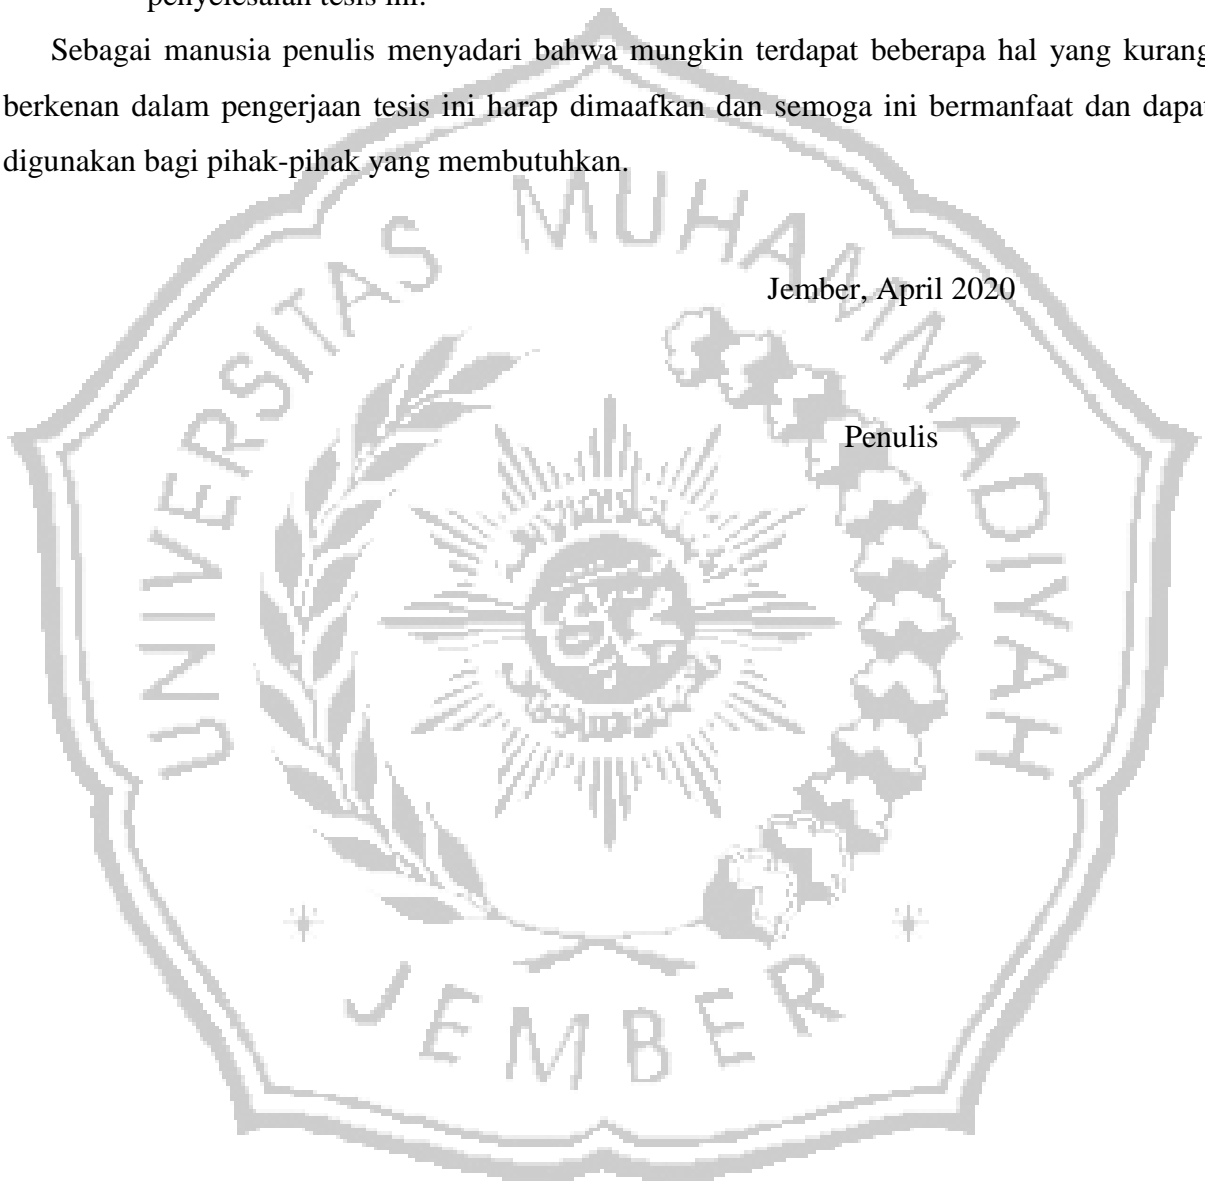 penyelesaian tesis ini.
Sebagai manusia penulis menyadari bahwa mungkin terdapat beberapa hal yang kurang
berkenan dalam pengerjaan tesis ini harap dimaafkan dan semoga ini bermanfaat dan dapat
digunakan bagi pihak-pihak yang membutuhkan.
UNIVERSITAS MUHAMMADIYAH
Jember, April 2020
Penulis
JEMBER